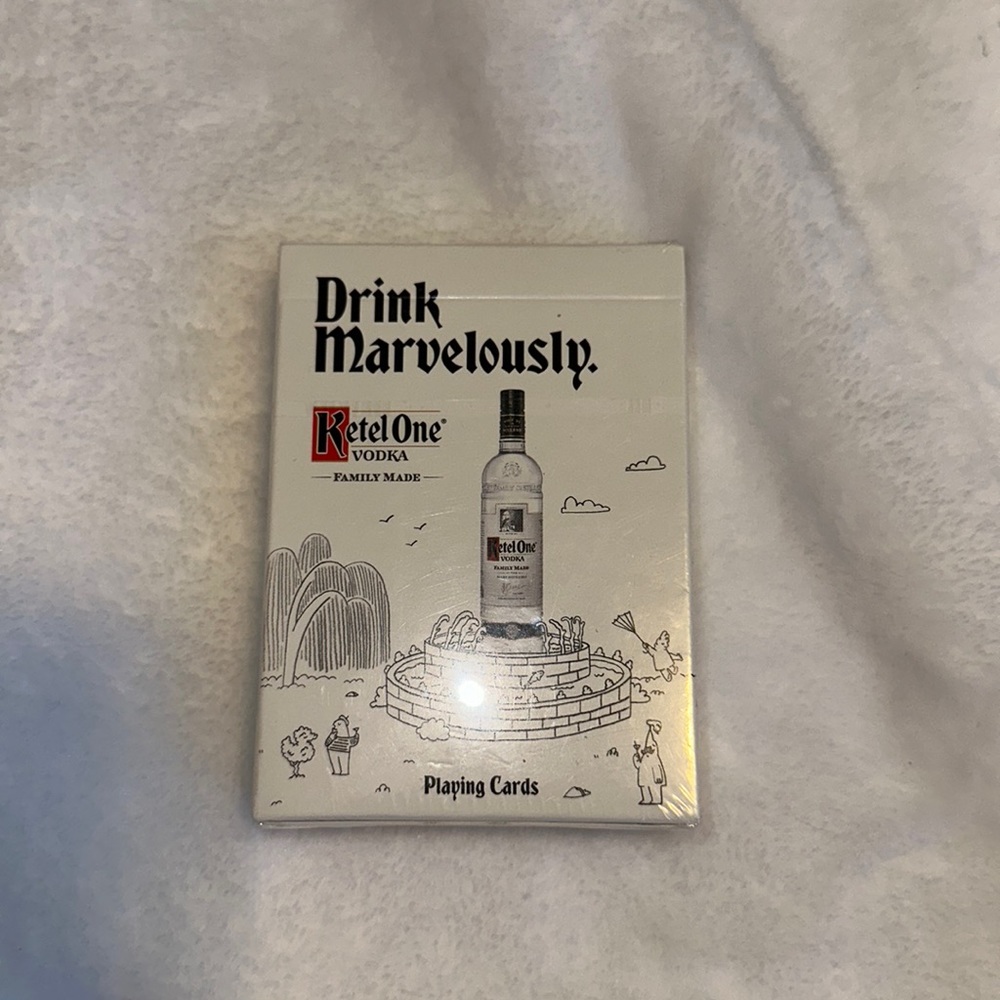 Drink
Marvelously.
Ketel One®
VODKA
FAMILY MADE
Ketel One
VODKA
FAMILY MADE
Playing Cards